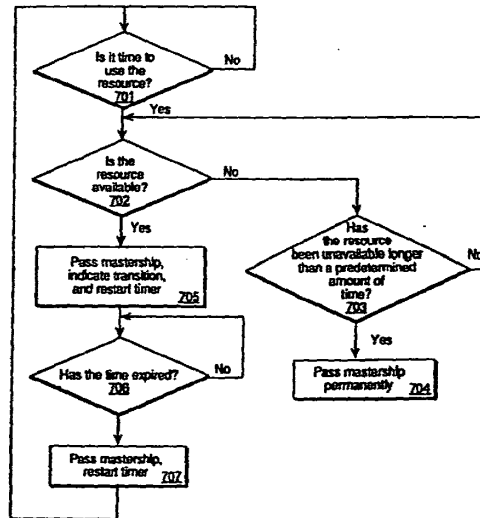 Is it time to
use the
resource?
701
No
Yes
Is the
resource
available?
702
No
Yes
Has
the resource
been unavailable longer
than a predetermined
amount of
time?
703
No
Yes
Pass mastership,
indicate transition,
and restart timer
705
Has the time expired?
706
No
Pass mastership
permanently 704
Pass mastership,
restart timer
707